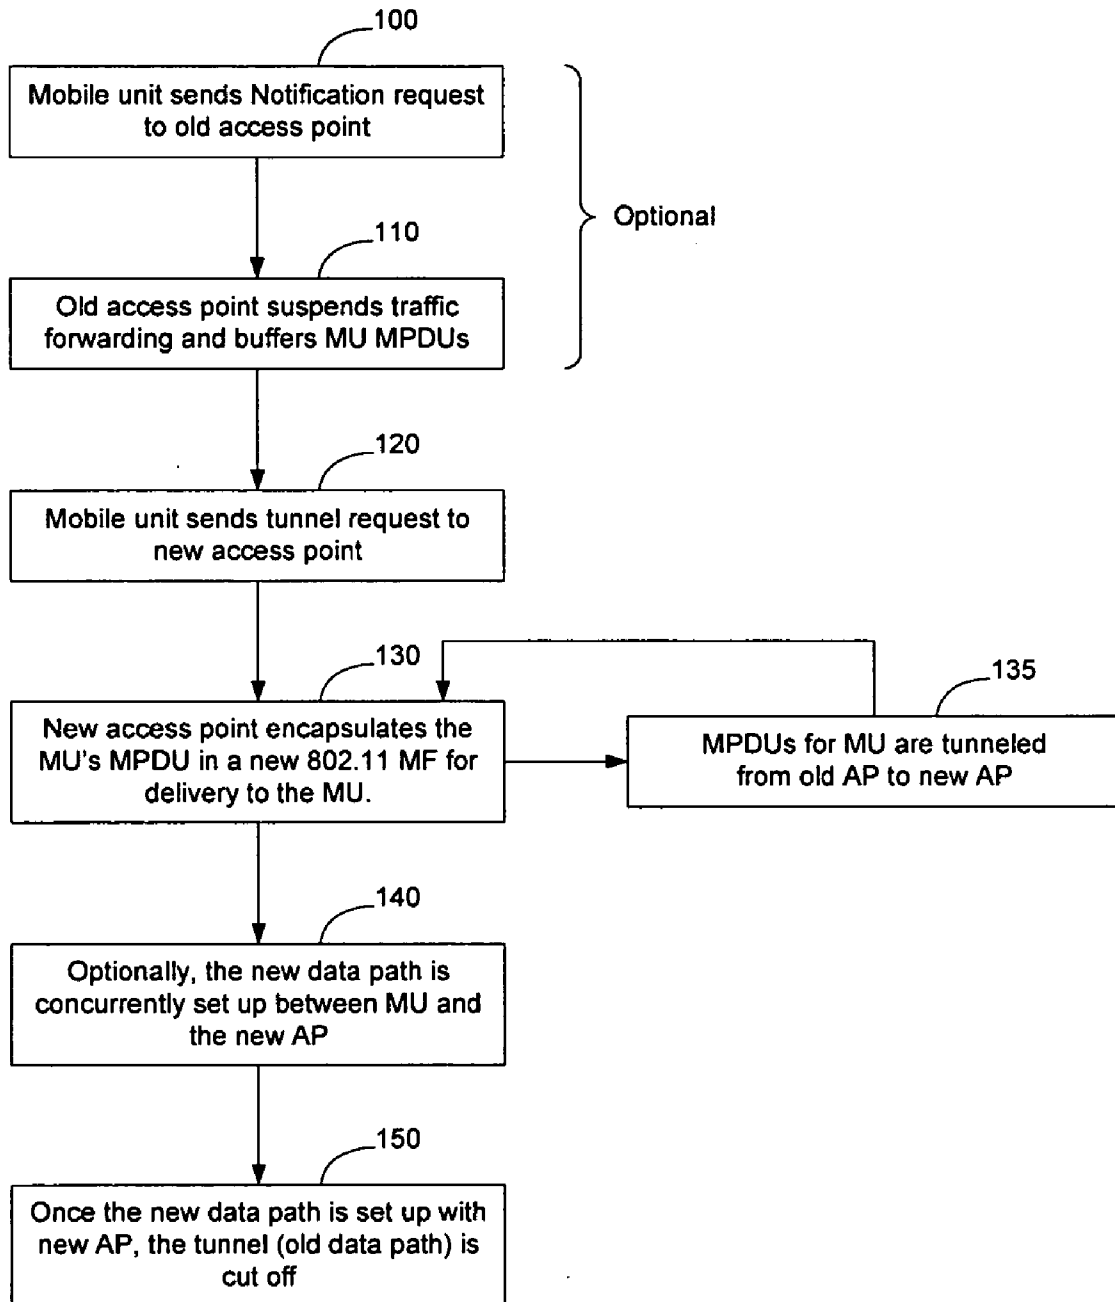 100
Mobile unit sends Notification request
to old access point
Optional
110
Old access point suspends traffic
forwarding and buffers MU MPDUs
120
Mobile unit sends tunnel request to
new access point
130
New access point encapsulates the
MU's MPDU in a new 802.11 MF for
delivery to the MU.
135
MPDUs for MU are tunneled
from old AP to new AP
140
Optionally, the new data path is
concurrently set up between MU and
the new AP
150
Once the new data path is set up with
new AP, the tunnel (old data path) is
cut off